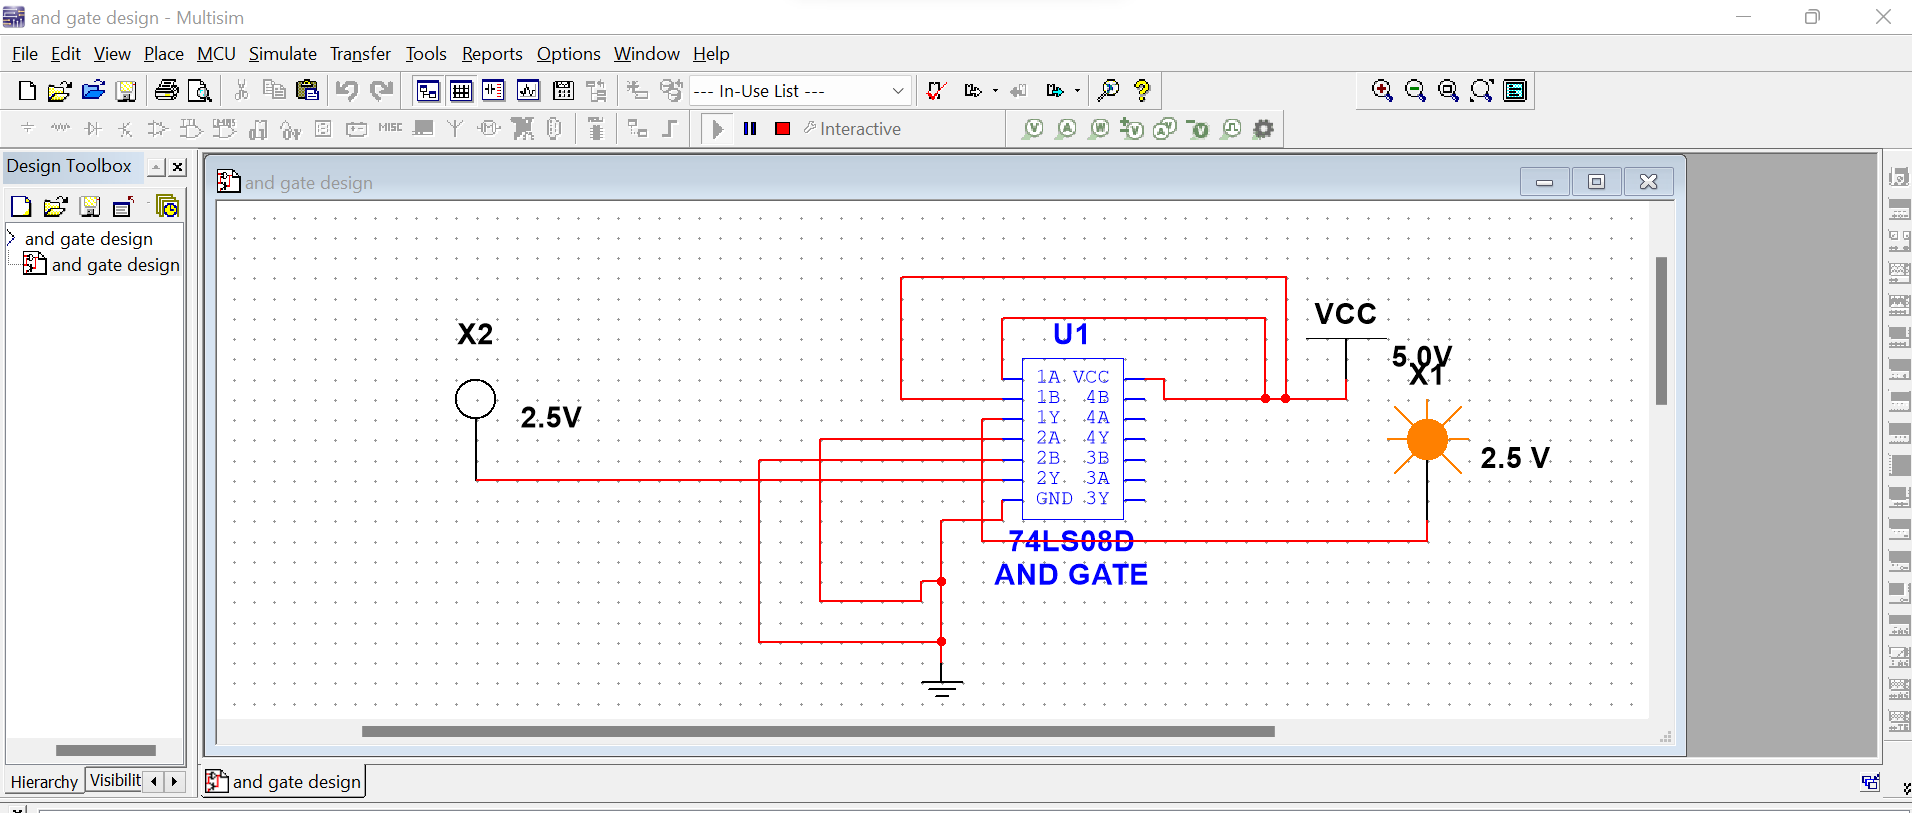 and gate design - Multisim
File Edit View Place MCU Simulate Transfer Tools Reports Options Window Help
--- In-Use List ---
MISC Interactive
Design Toolbox
and gate design
and gate design
and gate design
X2
2.5V
U1
VCC
5.0V
X1
2.5 V
1A VCC
1B 4B
1Y 4A
2A 4Y
2B 3B
2Y 3A
GND 3Y
74LS08D
AND GATE
Hierarchy Visibilit
and gate design